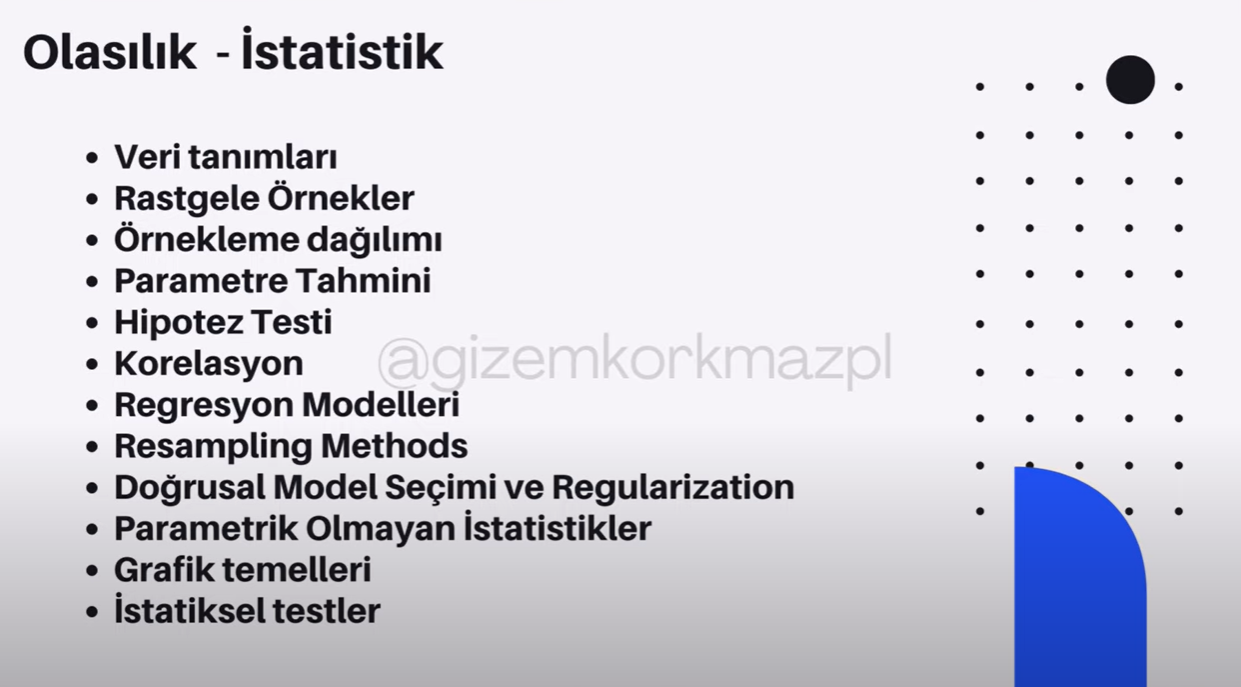 Olasılık - İstatistik
• Veri tanımları
• Rastgele Örnekler
• Örnekleme dağılımı
• Parametre Tahmini
• Hipotez Testi
• Korelasyon
@gizemkorkmazpl
• Regresyon Modelleri
• Resampling Methods
• Doğrusal Model Seçimi ve Regularization
• Parametrik Olmayan İstatistikler
• Grafik temelleri
• İstatiksel testler